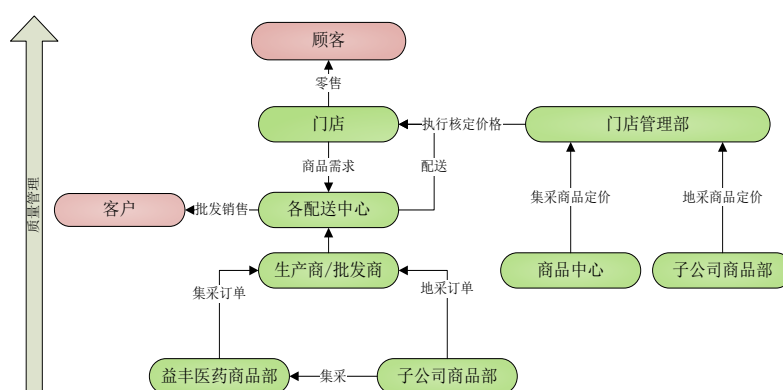 顾客
零售
门店
执行核定价格
门店管理部
商品需求
配送
集采商品定价
地采商品定价
质量管理
客户
批发销售
各配送中心
生产商/批发商
商品中心
子公司商品部
集采订单
地采订单
益丰医药商品部
集采
子公司商品部